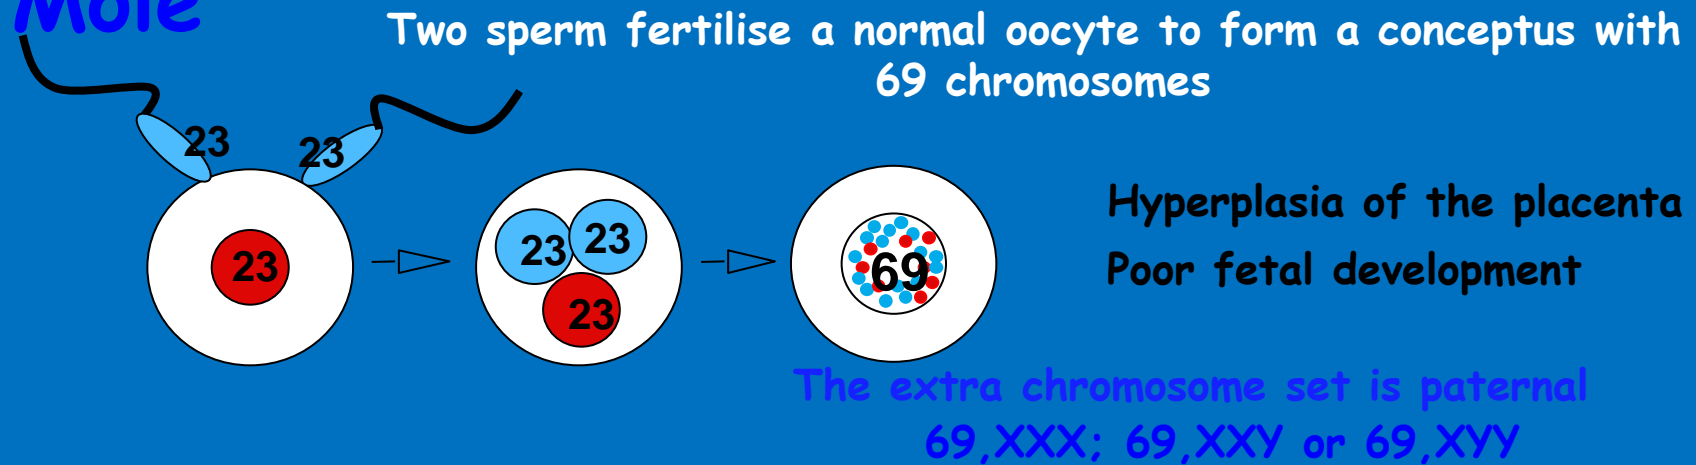 Mole
Two sperm fertilise a normal oocyte to form a conceptus with
69 chromosomes
23
23
23
23
23
23
69
Hyperplasia of the placenta
Poor fetal development
The extra chromosome set is paternal
69,XXX; 69,XXY or 69,XYY